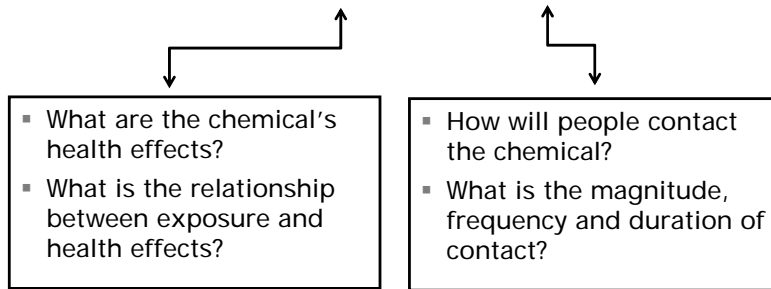 ▪ What are the chemical's
health effects?
▪ What is the relationship
between exposure and
health effects?
▪ How will people contact
the chemical?
▪ What is the magnitude,
frequency and duration of
contact?